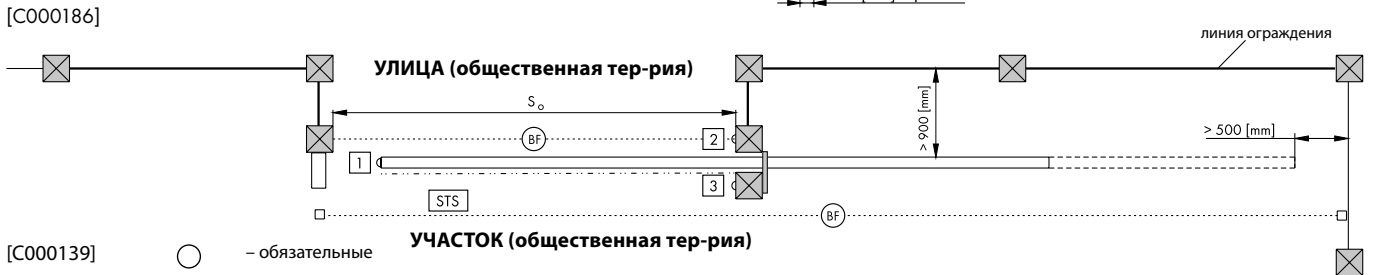 [C000186]
линия ограждения
УЛИЦА (общественная тер-рия)
S₀
> 900 [mm]
> 500 [mm]
BF
2
1
3
STS
BF
УЧАСТОК (общественная тер-рия)
[C000139]
– обязательные